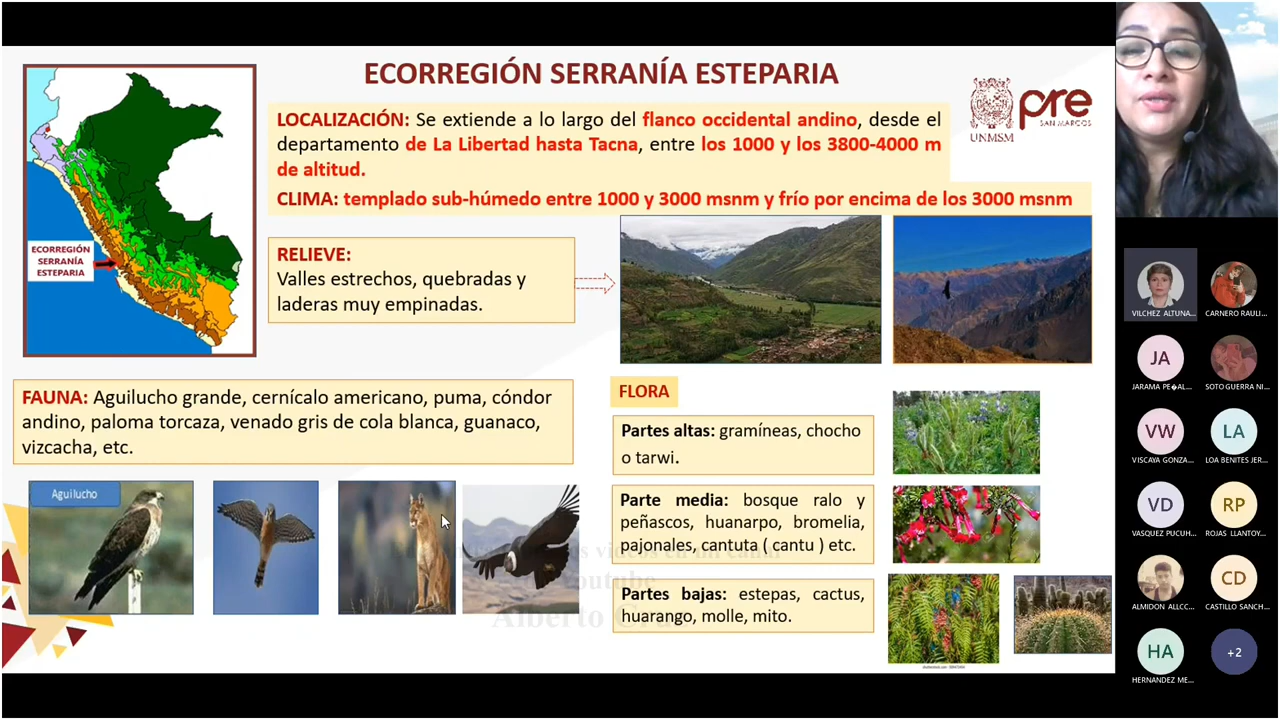 ECORREGIÓN SERRANÍA ESTEPARIA
LOCALIZACIÓN: Se extiende a lo largo del flanco occidental andino, desde el
departamento de La Libertad hasta Tacna, entre los 1000 y los 3800-4000 m
de altitud.
CLIMA: templado sub-húmedo entre 1000 y 3000 msnm y frío por encima de los 3000 msnm
UNMSM
pre
SAN MARCOS
ECORREGIÓN
SERRANÍA
ESTEPARIA
RELIEVE:
Valles estrechos, quebradas y
laderas muy empinadas.
FAUNA: Aguilucho grande, cernícalo americano, puma, cóndor
andino, paloma torcaza, venado gris de cola blanca, guanaco,
vizcacha, etc.
Aguilucho
FLORA
Partes altas: gramíneas, chocho
o tarwi.
Parte media: bosque ralo y
peñascos, huanarpo, bromelia,
pajonales, cantuta ( cantu ) etc.
Partes bajas: estepas, cactus,
huarango, molle, mito.
Alberto Cruz
VILCHEZ ALTUNA...
CARNERO RAULI...
JA
JARAMA PE�AL...
SOTO GUERRA NI...
VW
VISCAYA GONZA...
LA
LOA BENITES JER...
VD
VASQUEZ PUCUH...
RP
ROJAS LLANTOY...
ALMIDON ALLCC...
CD
CASTILLO SANCH...
HA
HERNANDEZ ME...
+2